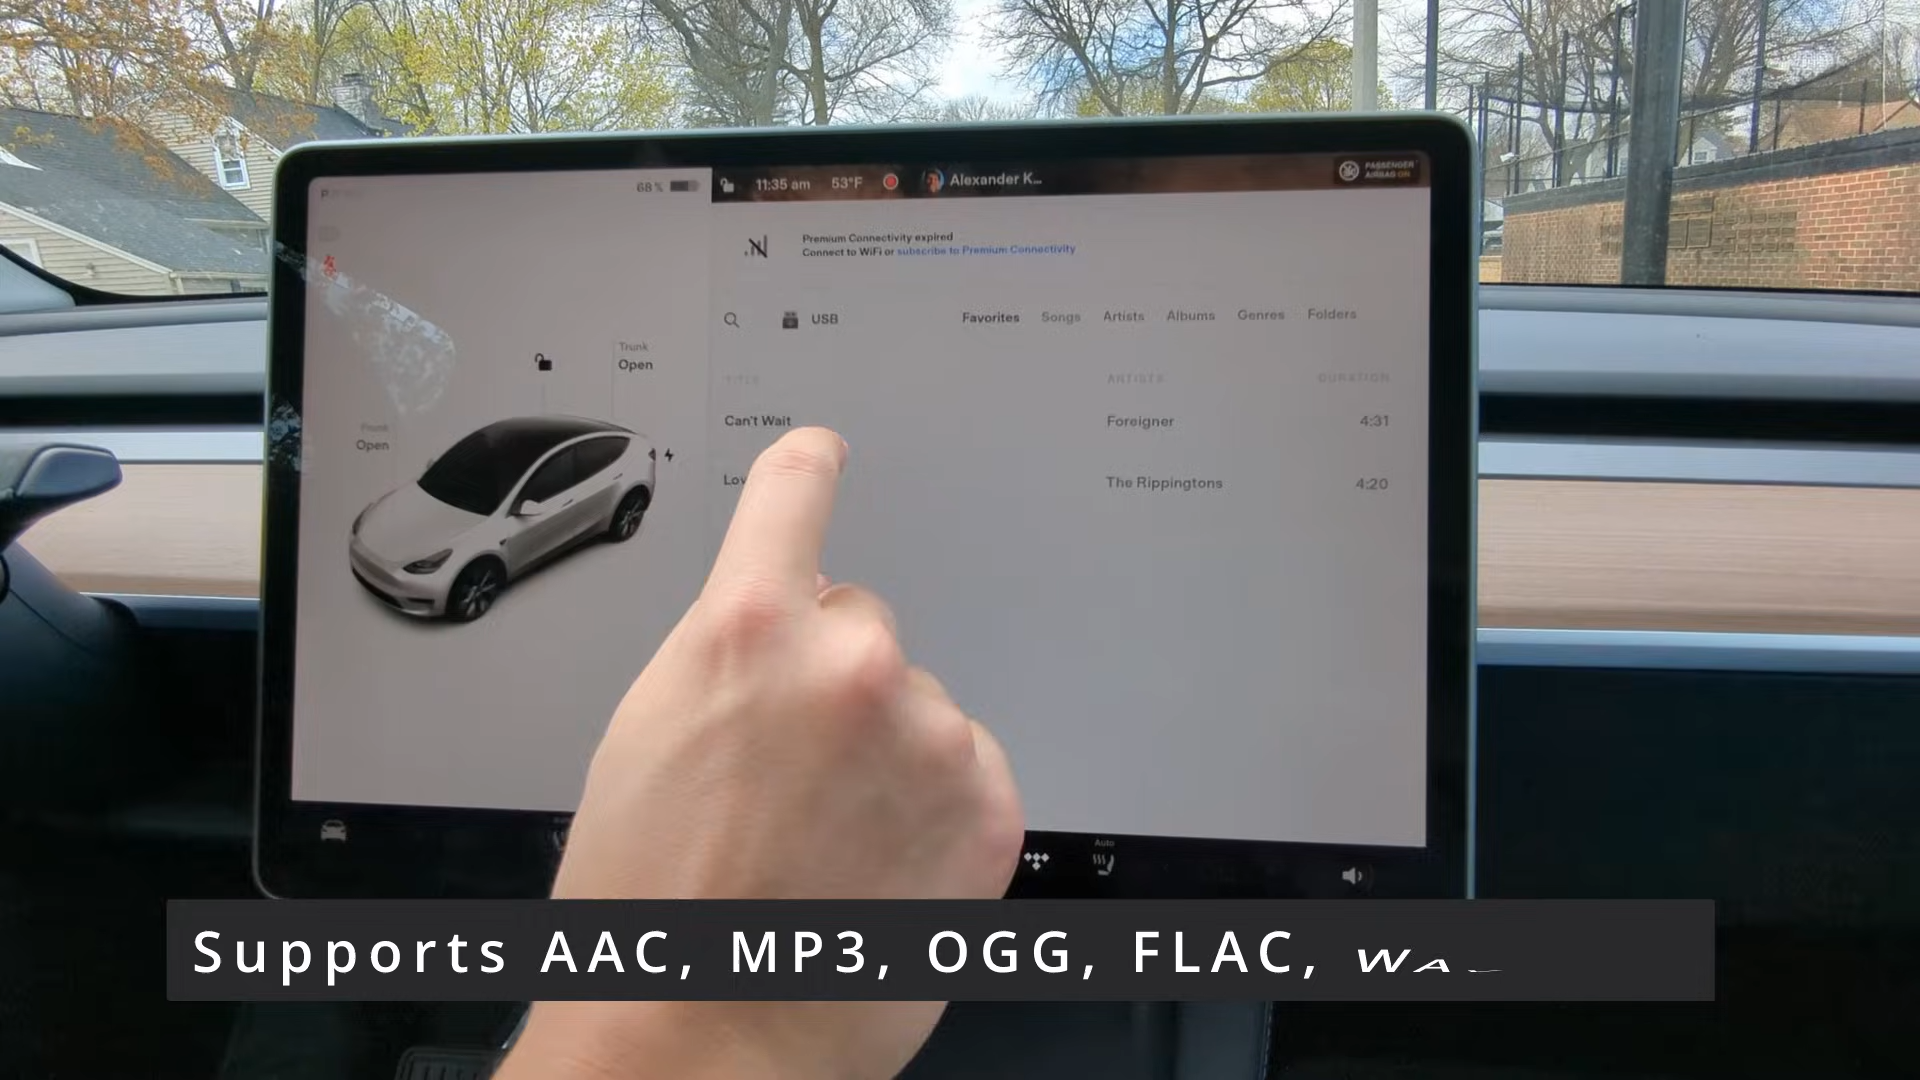 P
68%
11:35 am 53°F Alexander K...
PASSENGER
AIRBAG ON
Premium Connectivity expired
Connect to WiFi or subscribe to Premium Connectivity
USB Favorites Songs Artists Albums Genres Folders
TITLE ARTISTS DURATION
Trunk
Open
Can't Wait Foreigner 4:31
Frunk
Open
The Rippingtons 4:20
Auto
Supports AAC, MP3, OGG, FLAC,